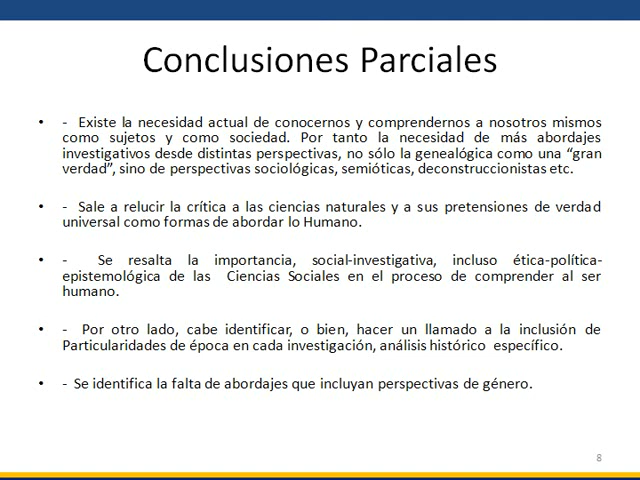 Conclusiones Parciales
• - Existe la necesidad actual de conocernos y comprendernos a nosotros mismos
como sujetos y como sociedad. Por tanto la necesidad de más abordajes
investigativos desde distintas perspectivas, no sólo la genealógica como una “gran
verdad”, sino de perspectivas sociológicas, semióticas, deconstruccionistas etc.
• - Sale a relucir la crítica a las ciencias naturales y a sus pretensiones de verdad
universal como formas de abordar lo Humano.
• - Se resalta la importancia, social-investigativa, incluso ética-política-
epistemológica de las Ciencias Sociales en el proceso de comprender al ser
humano.
• - Por otro lado, cabe identificar, o bien, hacer un llamado a la inclusión de
Particularidades de época en cada investigación, análisis histórico específico.
• - Se identifica la falta de abordajes que incluyan perspectivas de género.
8